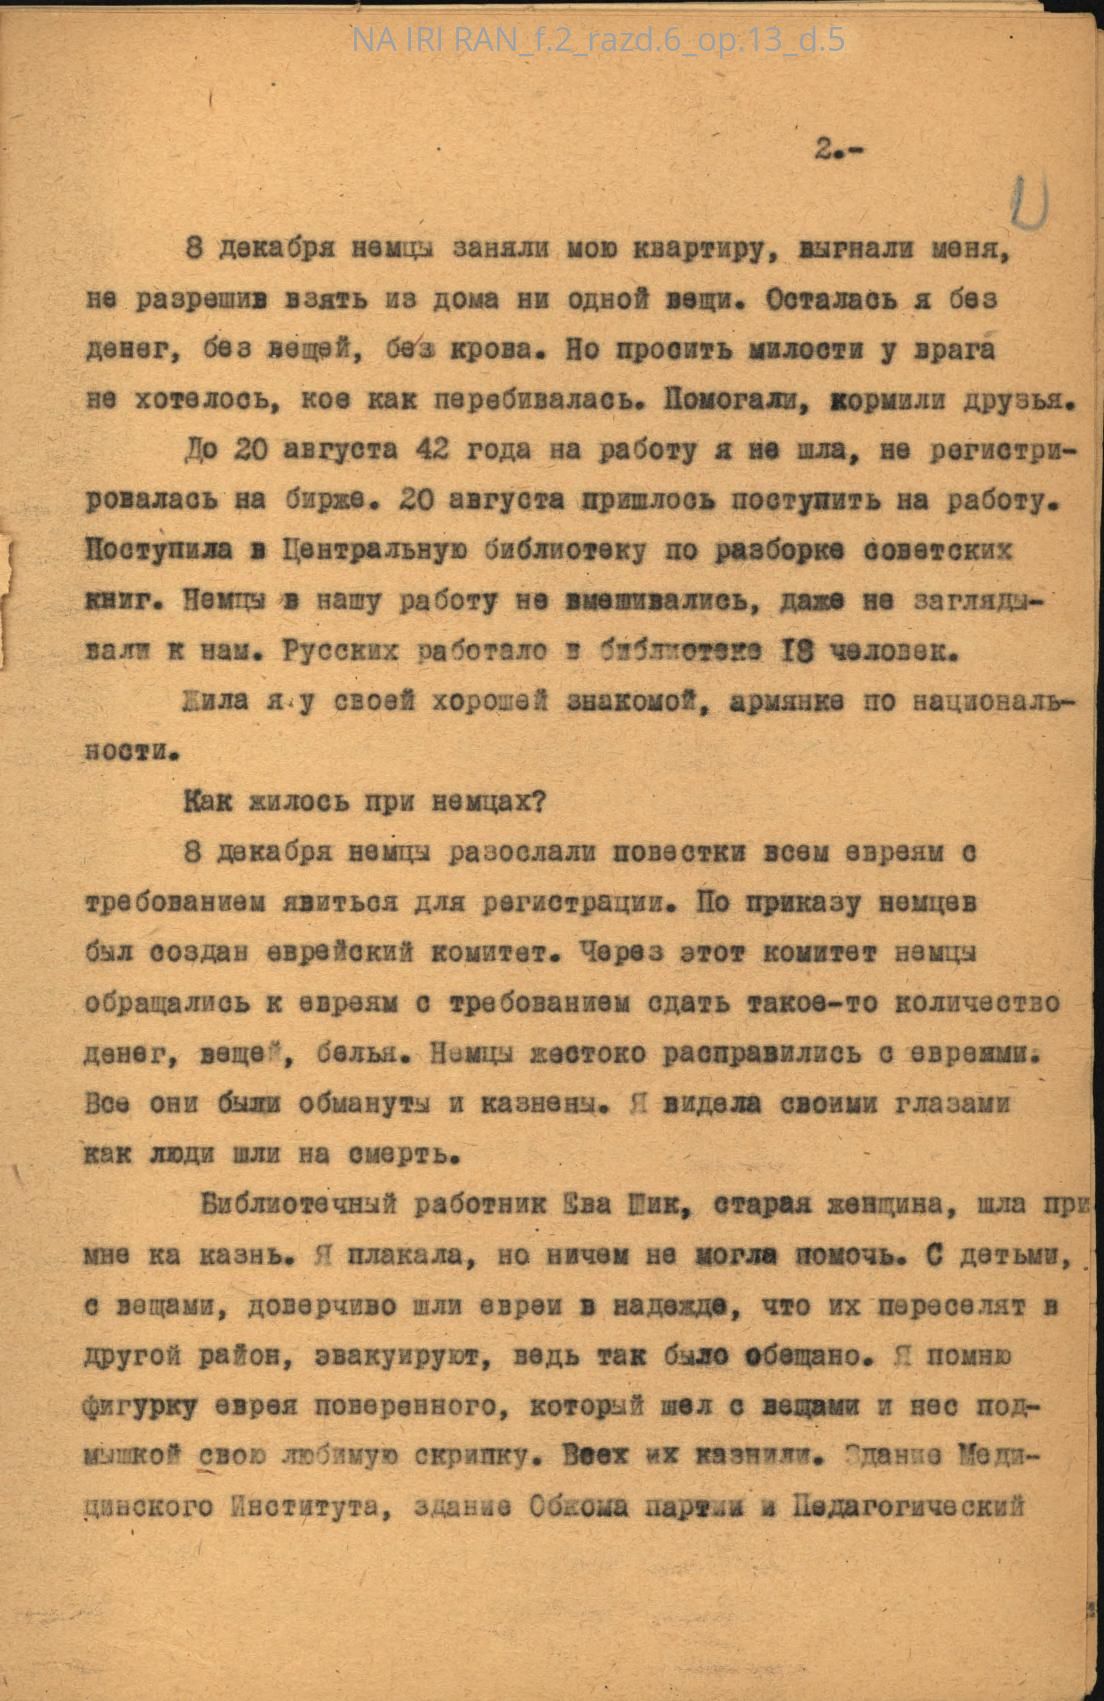 NA IRI RAN_f.2_razd.6_op.13_d.5
2.-
8 декабря немцы заняли мою квартиру, выгнали меня,
не разрешив взять из дома ни одной вещи. Осталась я без
денег, без вещей, без крова. Но просить милости у врага
не хотелось, кое как перебивалась. Помогали, кормили друзья.
До 20 августа 42 года на работу я не шла, не регистри-
ровалась на бирже. 20 августа пришлось поступить на работу.
Поступила в Центральную библиотеку по разборке советских
книг. Немцы в нашу работу не вмешивались, даже не загляды-
вали к нам. Русских работало в библиотеке 18 человек.
Жила я у своей хорошей знакомой, армянке по националь-
ности.
Как жилось при немцах?
8 декабря немцы разослали повестки всем евреям с
требованием явиться для регистрации. По приказу немцев
был создан еврейский комитет. Через этот комитет немцы
обращались к евреям с требованием сдать такое-то количество
денег, вещей, белья. Немцы жестоко расправились с евреями.
Все они были обмануты и казнены. Я видела своими глазами
как люди шли на смерть.
Библиотечный работник Ева Шик, старая женщина, шла при
мне ка казнь. Я плакала, но ничем не могла помочь. С детьми,
с вещами, доверчиво шли евреи в надежде, что их переселят в
другой район, эвакуируют, ведь так было обещано. Я помню
фигурку еврея поверенного, который шел с вещами и нес под-
мышкой свою любимую скрипку. Всех их казнили. Здание Меди-
цинского Института, здание Обкома партии и Педагогический